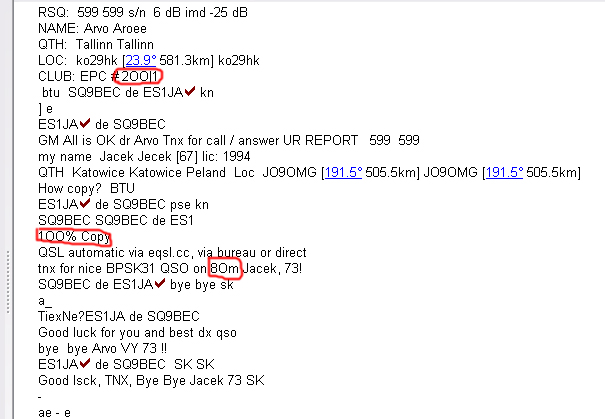 RSQ: 599 599 s/n 6 dB imd -25 dB
NAME: Arvo Aroee
QTH: Tallinn Tallinn
LOC: ko29hk [23.9° 581.3km] ko29hk
CLUB: EPC #2OO|1
btu SQ9BEC de ES1JA✔ kn
] e
ES1JA✔ de SQ9BEC
GM All is OK dr Arvo Tnx for call / answer UR REPORT 599 599
my name Jacek Jecek [67] lic: 1994
QTH Katowice Katowice Peland Loc JO9OMG [191.5° 505.5km] JO9OMG [191.5° 505.5km]
How copy? BTU
ES1JA✔ de SQ9BEC pse kn
SQ9BEC SQ9BEC de ES1
1OO% Copy
QSL automatic via eqsl.cc, via bureau or direct
tnx for nice BPSK31 QSO on 8Om Jacek, 73!
SQ9BEC de ES1JA✔ bye bye sk
a_
TiexNe?ES1JA de SQ9BEC
Good luck for you and best dx qso
bye bye Arvo VY 73 !!
ES1JA✔ de SQ9BEC SK SK
Good lsck, TNX, Bye Bye Jacek 73 SK
-
ae - e